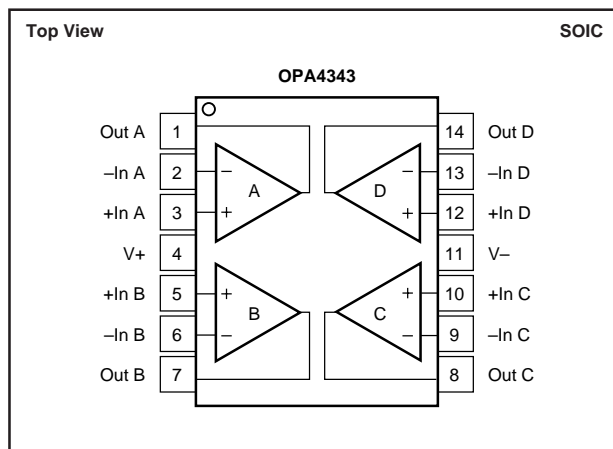 Top View SOIC
OPA4343
Out A 1 14 Out D
–In A 2 – – 13 –In D
A D
+In A 3 + + 12 +In D
V+ 4 11 V–
+In B 5 + + 10 +In C
B C
–In B 6 – – 9 –In C
Out B 7 8 Out C